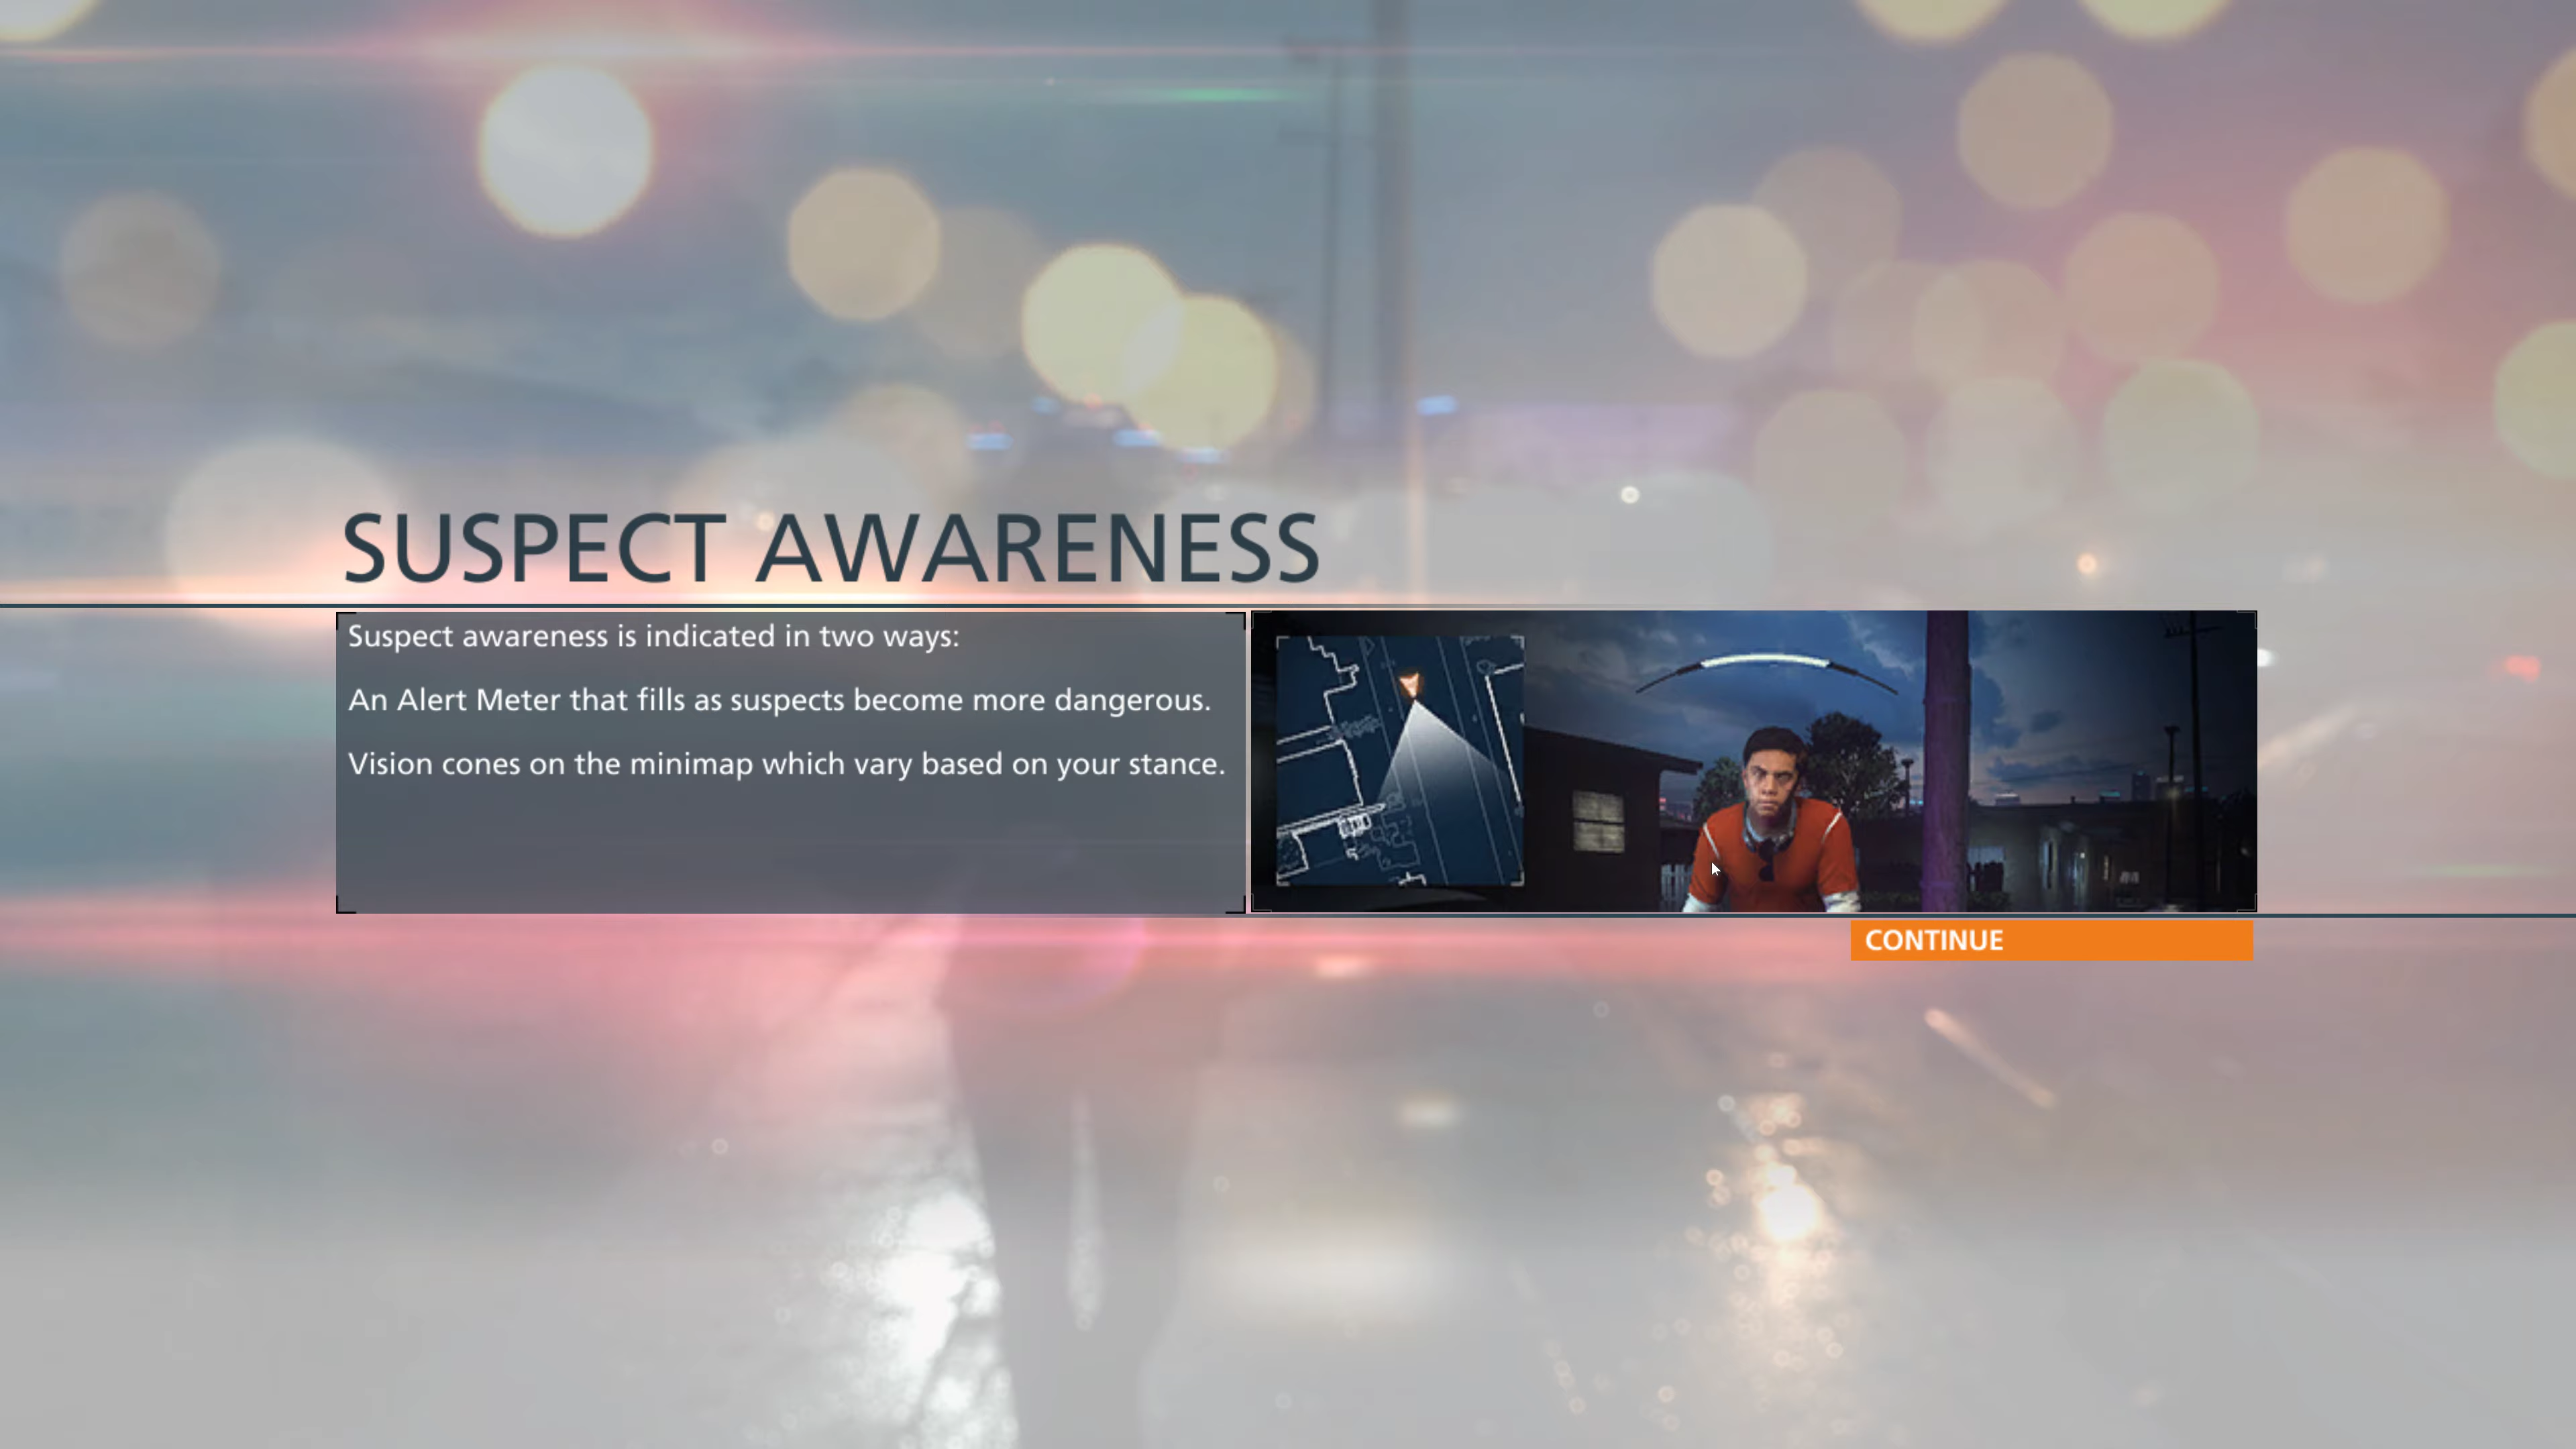 SUSPECT AWARENESS
Suspect awareness is indicated in two ways:
An Alert Meter that fills as suspects become more dangerous.
Vision cones on the minimap which vary based on your stance.
CONTINUE